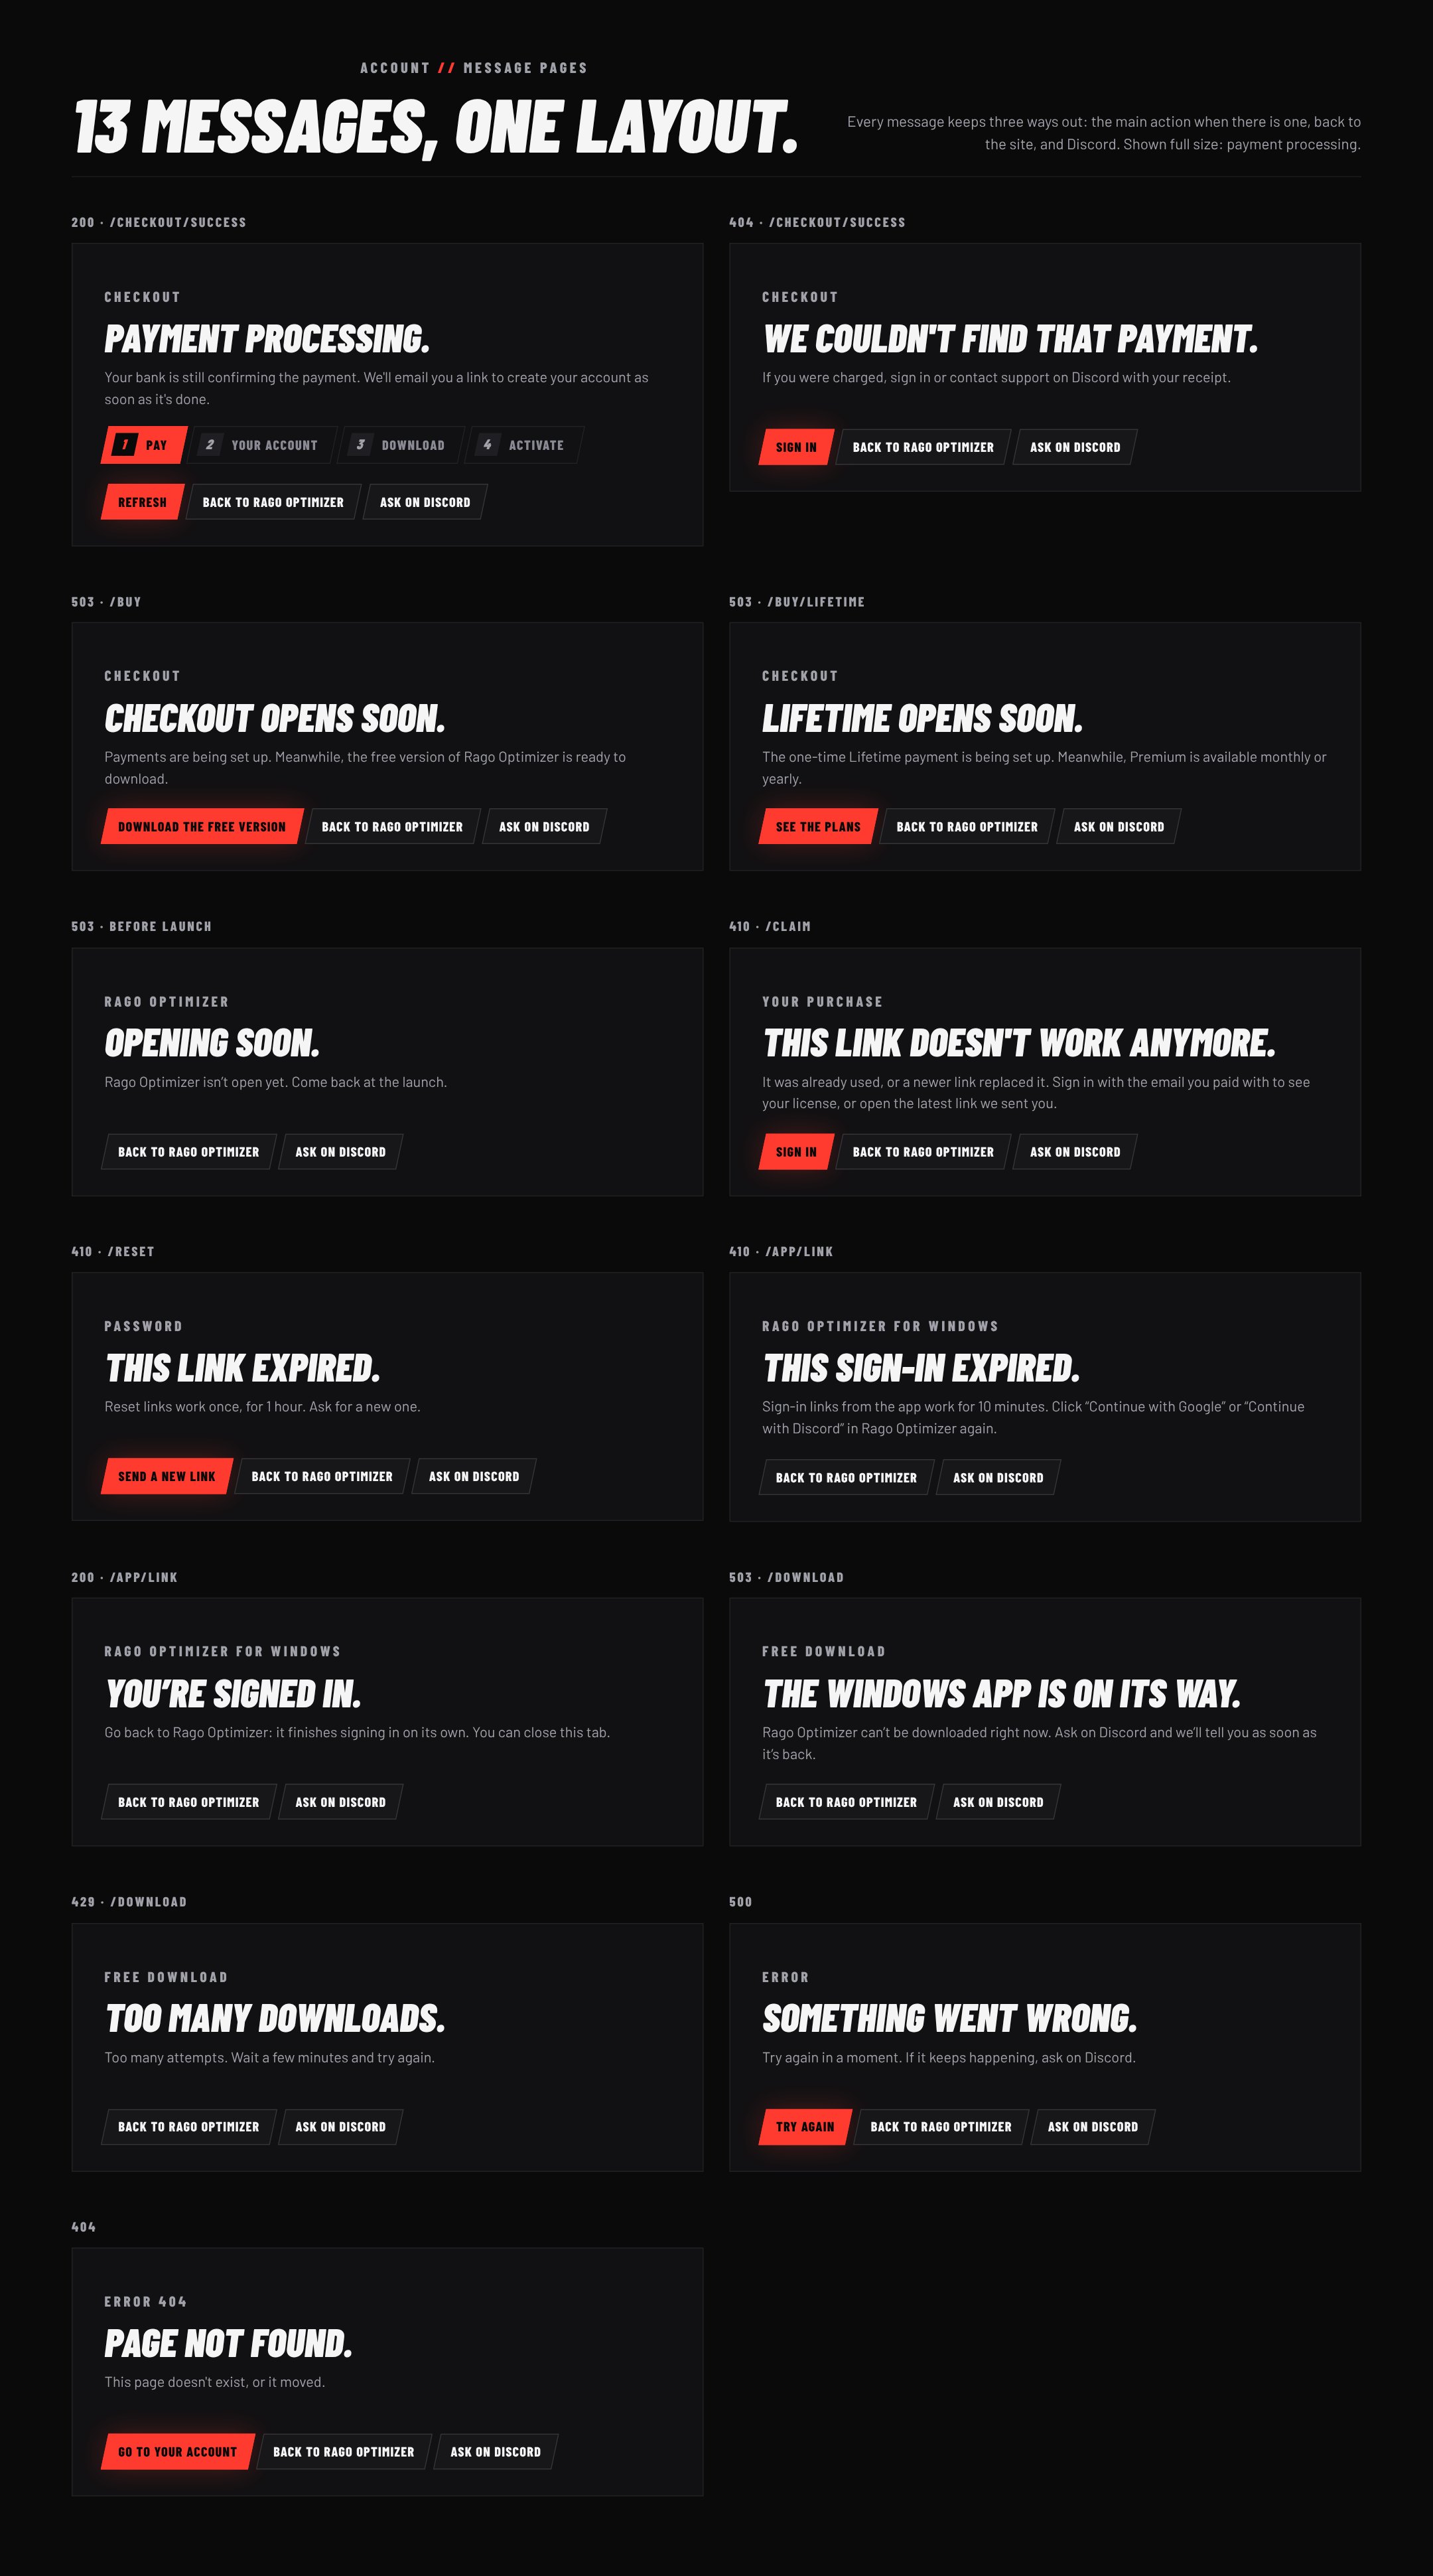 ACCOUNT // MESSAGE PAGES
13 MESSAGES, ONE LAYOUT.
Every message keeps three ways out: the main action when there is one, back to
the site, and Discord. Shown full size: payment processing.
200 · /CHECKOUT/SUCCESS
CHECKOUT
PAYMENT PROCESSING.
Your bank is still confirming the payment. We'll email you a link to create your account as
soon as it's done.
1 PAY 2 YOUR ACCOUNT 3 DOWNLOAD 4 ACTIVATE
REFRESH BACK TO RAGO OPTIMIZER ASK ON DISCORD
404 · /CHECKOUT/SUCCESS
CHECKOUT
WE COULDN'T FIND THAT PAYMENT.
If you were charged, sign in or contact support on Discord with your receipt.
SIGN IN BACK TO RAGO OPTIMIZER ASK ON DISCORD
503 · /BUY
CHECKOUT
CHECKOUT OPENS SOON.
Payments are being set up. Meanwhile, the free version of Rago Optimizer is ready to
download.
DOWNLOAD THE FREE VERSION BACK TO RAGO OPTIMIZER ASK ON DISCORD
503 · /BUY/LIFETIME
CHECKOUT
LIFETIME OPENS SOON.
The one-time Lifetime payment is being set up. Meanwhile, Premium is available monthly or
yearly.
SEE THE PLANS BACK TO RAGO OPTIMIZER ASK ON DISCORD
503 · BEFORE LAUNCH
RAGO OPTIMIZER
OPENING SOON.
Rago Optimizer isn’t open yet. Come back at the launch.
BACK TO RAGO OPTIMIZER ASK ON DISCORD
410 · /CLAIM
YOUR PURCHASE
THIS LINK DOESN'T WORK ANYMORE.
It was already used, or a newer link replaced it. Sign in with the email you paid with to see
your license, or open the latest link we sent you.
SIGN IN BACK TO RAGO OPTIMIZER ASK ON DISCORD
410 · /RESET
PASSWORD
THIS LINK EXPIRED.
Reset links work once, for 1 hour. Ask for a new one.
SEND A NEW LINK BACK TO RAGO OPTIMIZER ASK ON DISCORD
410 · /APP/LINK
RAGO OPTIMIZER FOR WINDOWS
THIS SIGN-IN EXPIRED.
Sign-in links from the app work for 10 minutes. Click “Continue with Google” or “Continue
with Discord” in Rago Optimizer again.
BACK TO RAGO OPTIMIZER ASK ON DISCORD
200 · /APP/LINK
RAGO OPTIMIZER FOR WINDOWS
YOU’RE SIGNED IN.
Go back to Rago Optimizer: it finishes signing in on its own. You can close this tab.
BACK TO RAGO OPTIMIZER ASK ON DISCORD
503 · /DOWNLOAD
FREE DOWNLOAD
THE WINDOWS APP IS ON ITS WAY.
Rago Optimizer can’t be downloaded right now. Ask on Discord and we’ll tell you as soon as
it’s back.
BACK TO RAGO OPTIMIZER ASK ON DISCORD
429 · /DOWNLOAD
FREE DOWNLOAD
TOO MANY DOWNLOADS.
Too many attempts. Wait a few minutes and try again.
BACK TO RAGO OPTIMIZER ASK ON DISCORD
500
ERROR
SOMETHING WENT WRONG.
Try again in a moment. If it keeps happening, ask on Discord.
TRY AGAIN BACK TO RAGO OPTIMIZER ASK ON DISCORD
404
ERROR 404
PAGE NOT FOUND.
This page doesn't exist, or it moved.
GO TO YOUR ACCOUNT BACK TO RAGO OPTIMIZER ASK ON DISCORD